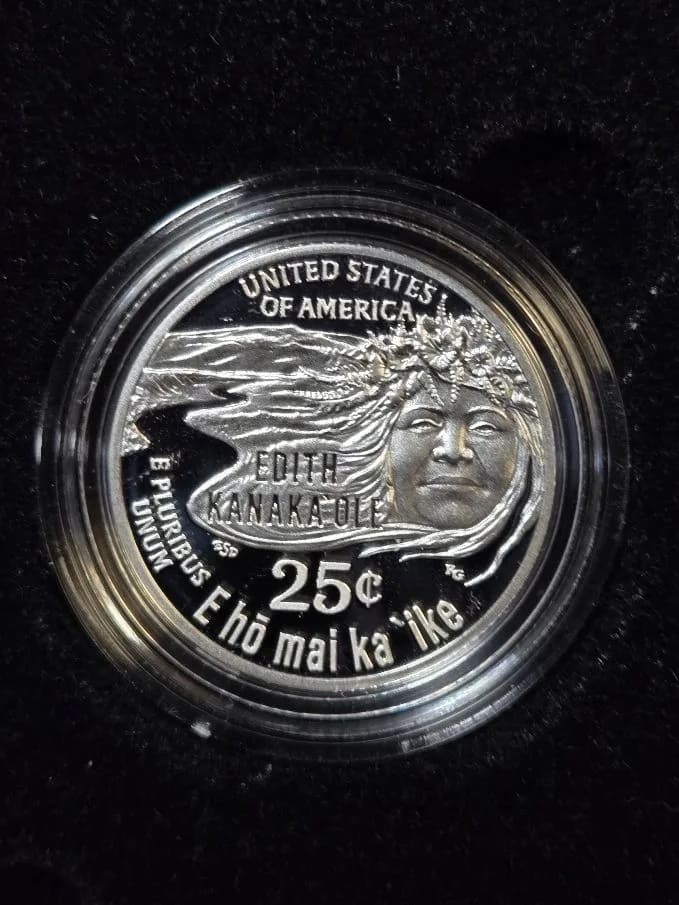 UNITED STATES
OF AMERICA
EDITH
KANAKAʻOLE
E PLURIBUS
UNUM
25¢
E hō mai ka ʻike